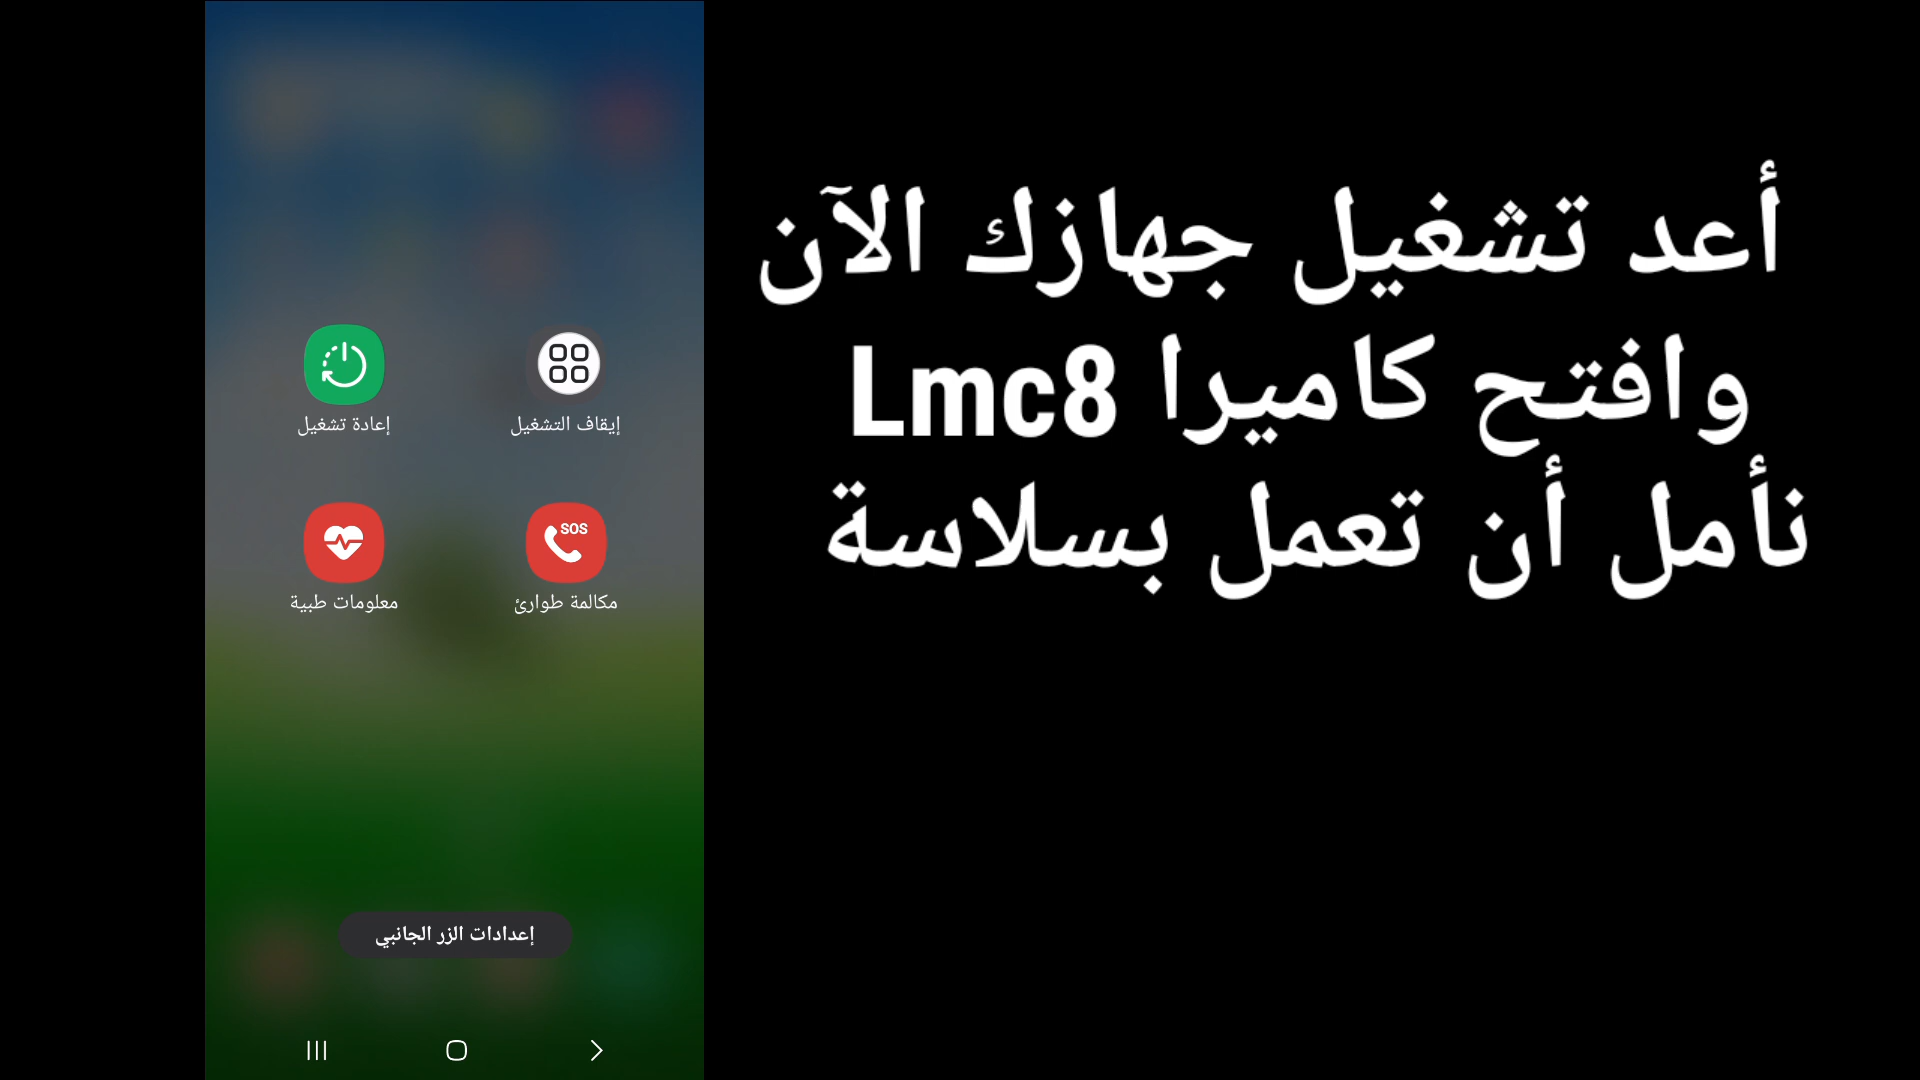 أعد تشغيل جهازك الآن
وافتح كاميرا Lmc8
نأمل أن تعمل بسلاسة
إيقاف التشغيل
إعادة تشغيل
SOS
مكالمة طوارئ
معلومات طبية
إعدادات الزر الجانبي